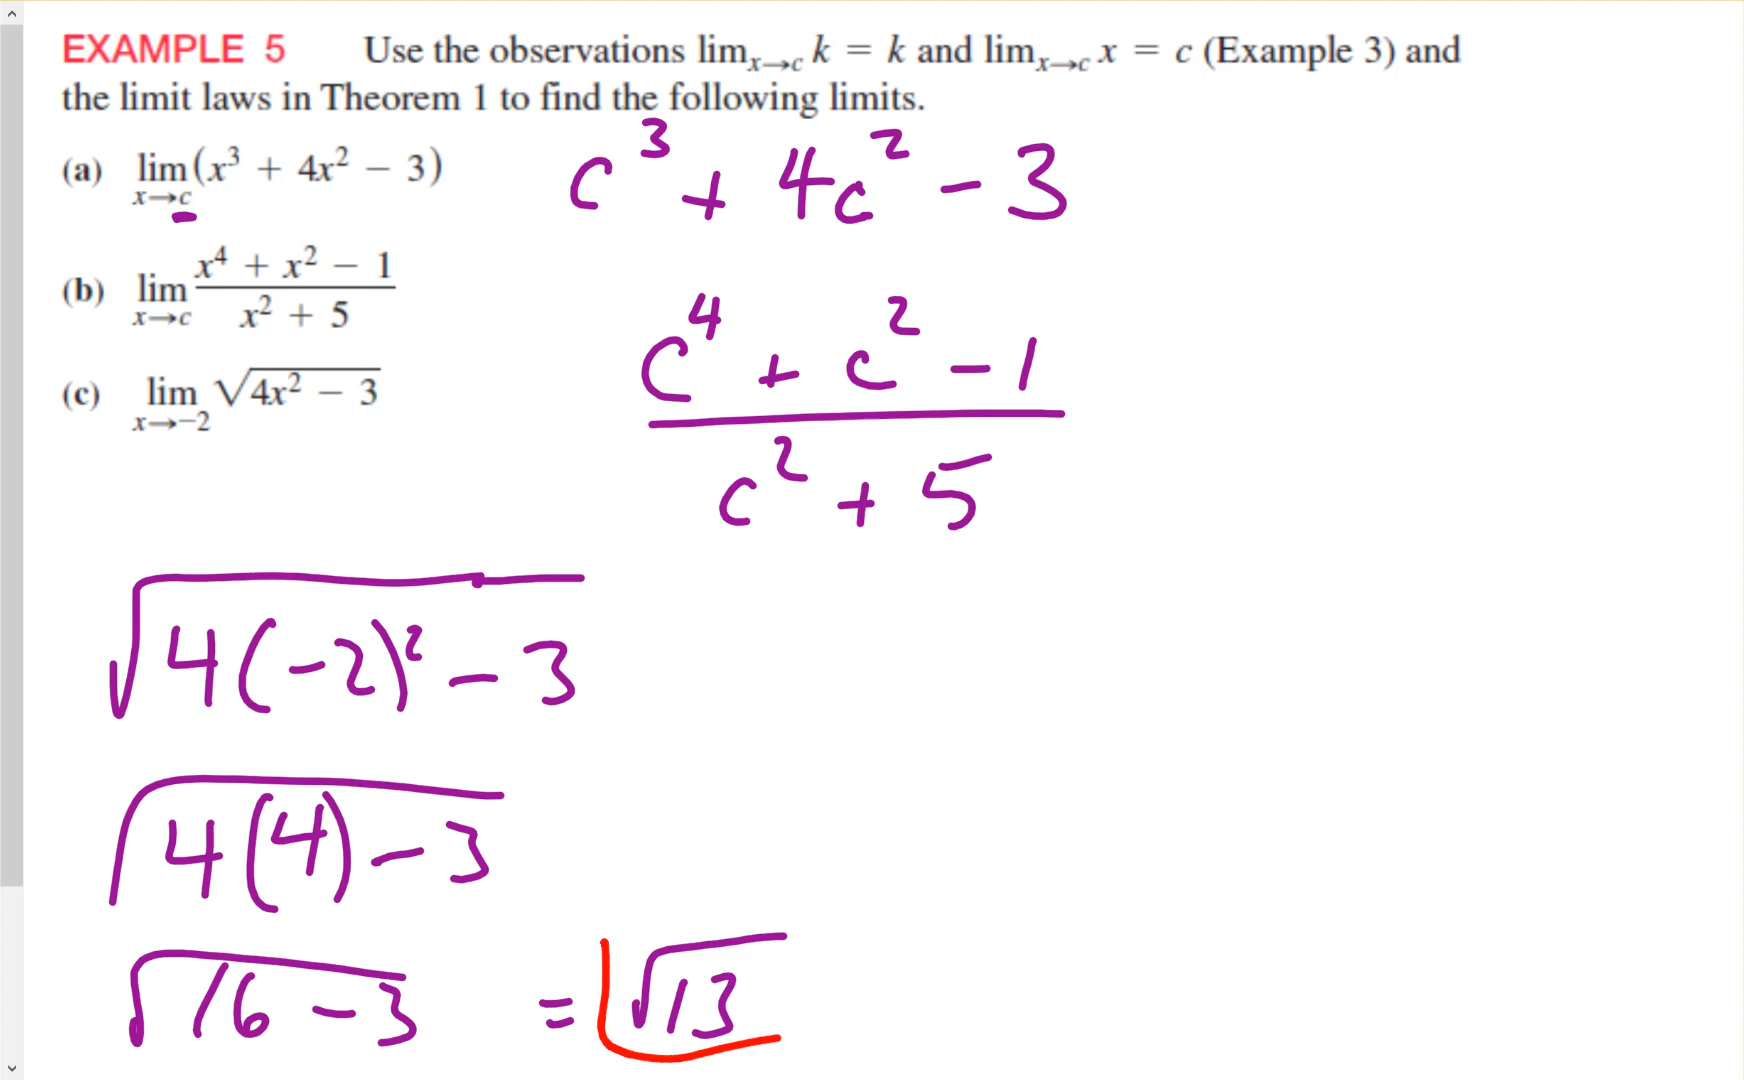 EXAMPLE 5 Use the observations lim_{x→c} k = k and lim_{x→c} x = c (Example 3) and
the limit laws in Theorem 1 to find the following limits.
(a) lim_{x→c} (x³ + 4x² − 3)
c³ + 4c² − 3
(b) lim_{x→c} (x⁴ + x² − 1)/(x² + 5)
(c⁴ + c² − 1)/(c² + 5)
(c) lim_{x→−2} √(4x² − 3)
√(4(−2)² − 3)
√(4(4) − 3)
√(16 − 3) = √13